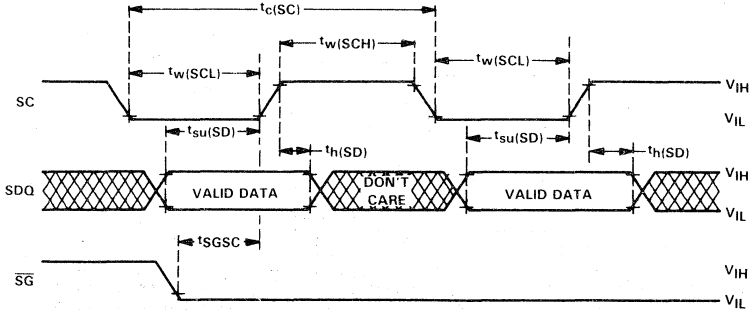 tc(SC)
tw(SCH)
tw(SCL)
tw(SCL)
SC
VIH
VIL
tsu(SD)
th(SD)
tsu(SD)
th(SD)
SDQ
VALID DATA
DON'T
CARE
VALID DATA
VIH
VIL
tSGSC
SG
VIH
VIL